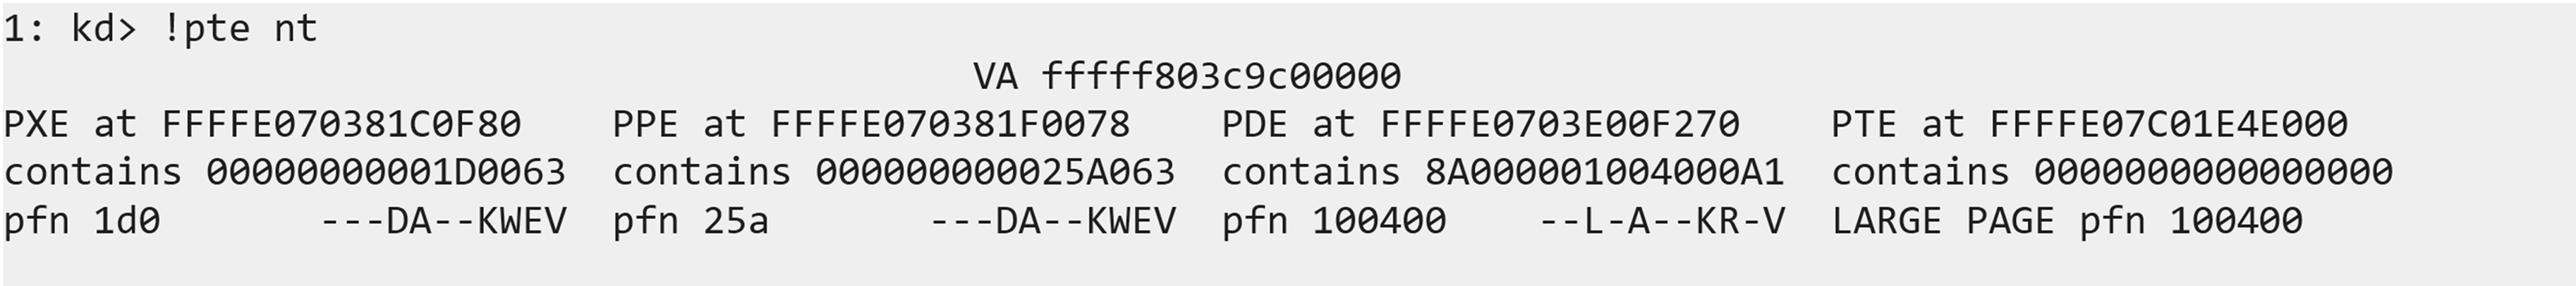 1: kd> !pte nt
VA fffff803c9c00000
PXE at FFFFE070381C0F80    PPE at FFFFE070381F0078    PDE at FFFFE0703E00F270    PTE at FFFFE07C01E4E000
contains 00000000001D0063  contains 000000000025A063  contains 8A000001004000A1  contains 0000000000000000
pfn 1d0       ---DA--KWEV  pfn 25a       ---DA--KWEV  pfn 100400    --L-A--KR-V  LARGE PAGE pfn 100400